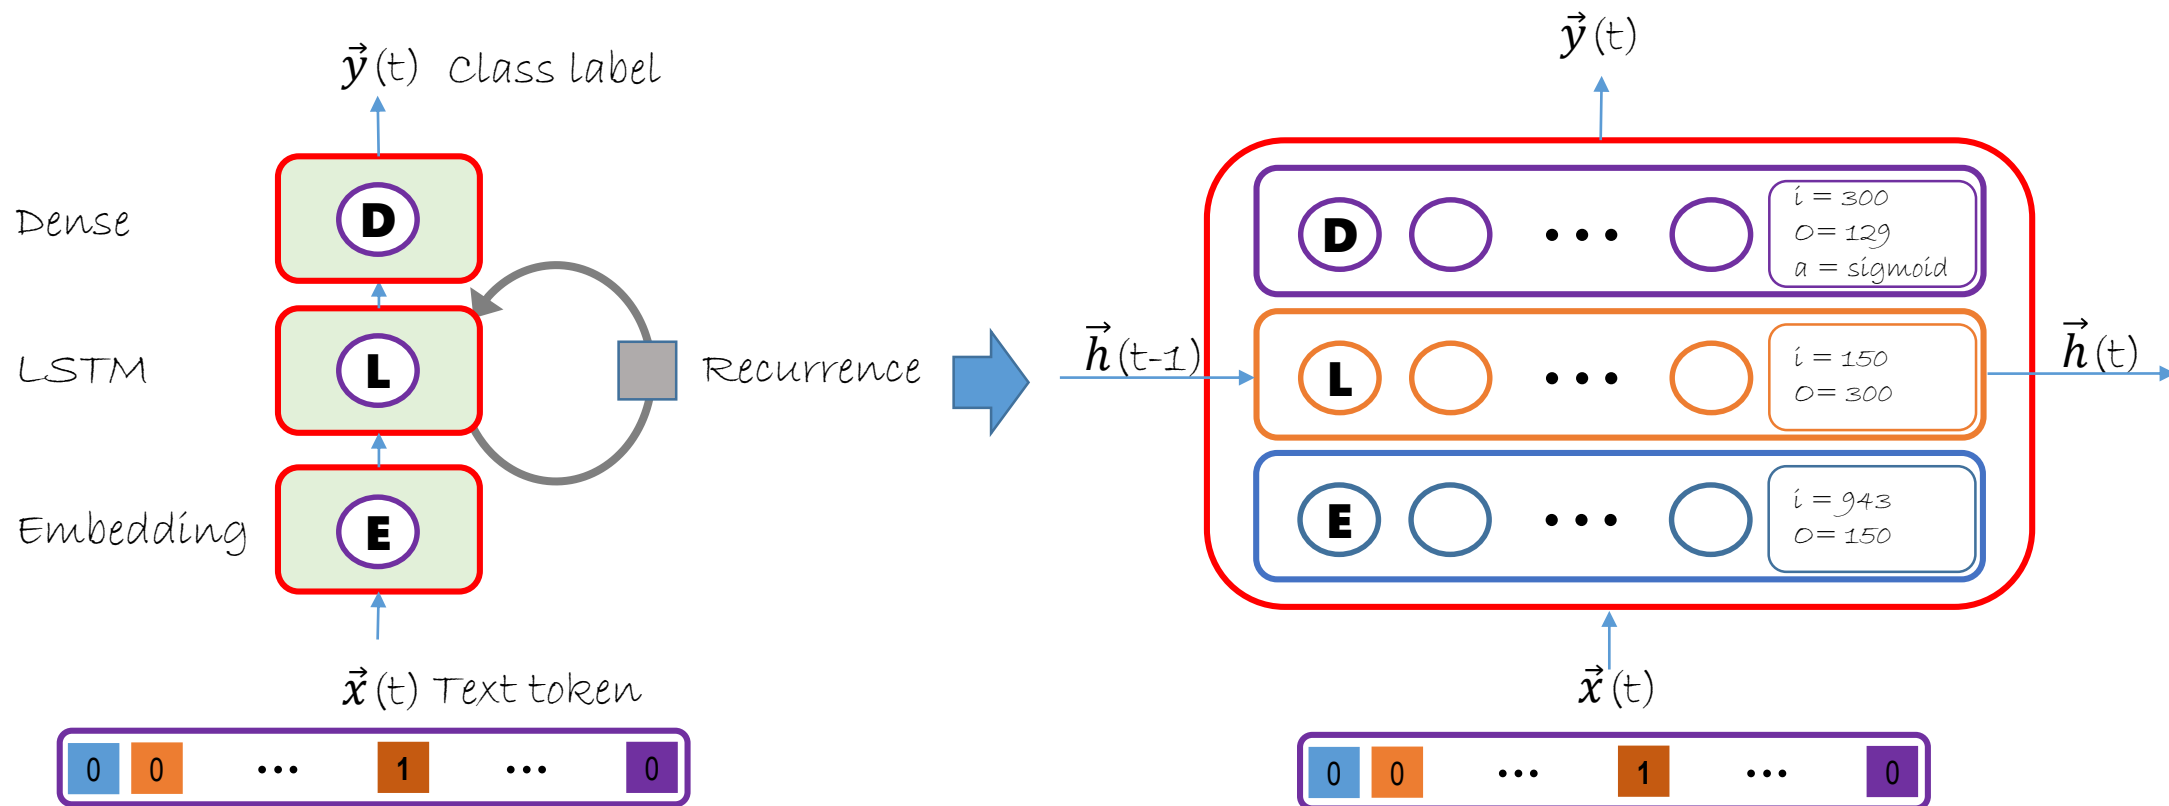 y⃗(t) Class label
Dense
D
LSTM
L
Recurrence
Embedding
E
x⃗(t) Text token
0 0 ... 1 ... 0
y⃗(t)
D ...
i = 300
o = 129
a = sigmoid
h⃗(t-1)
L ...
i = 150
o = 300
h⃗(t)
E ...
i = 943
o = 150
x⃗(t)
0 0 ... 1 ... 0